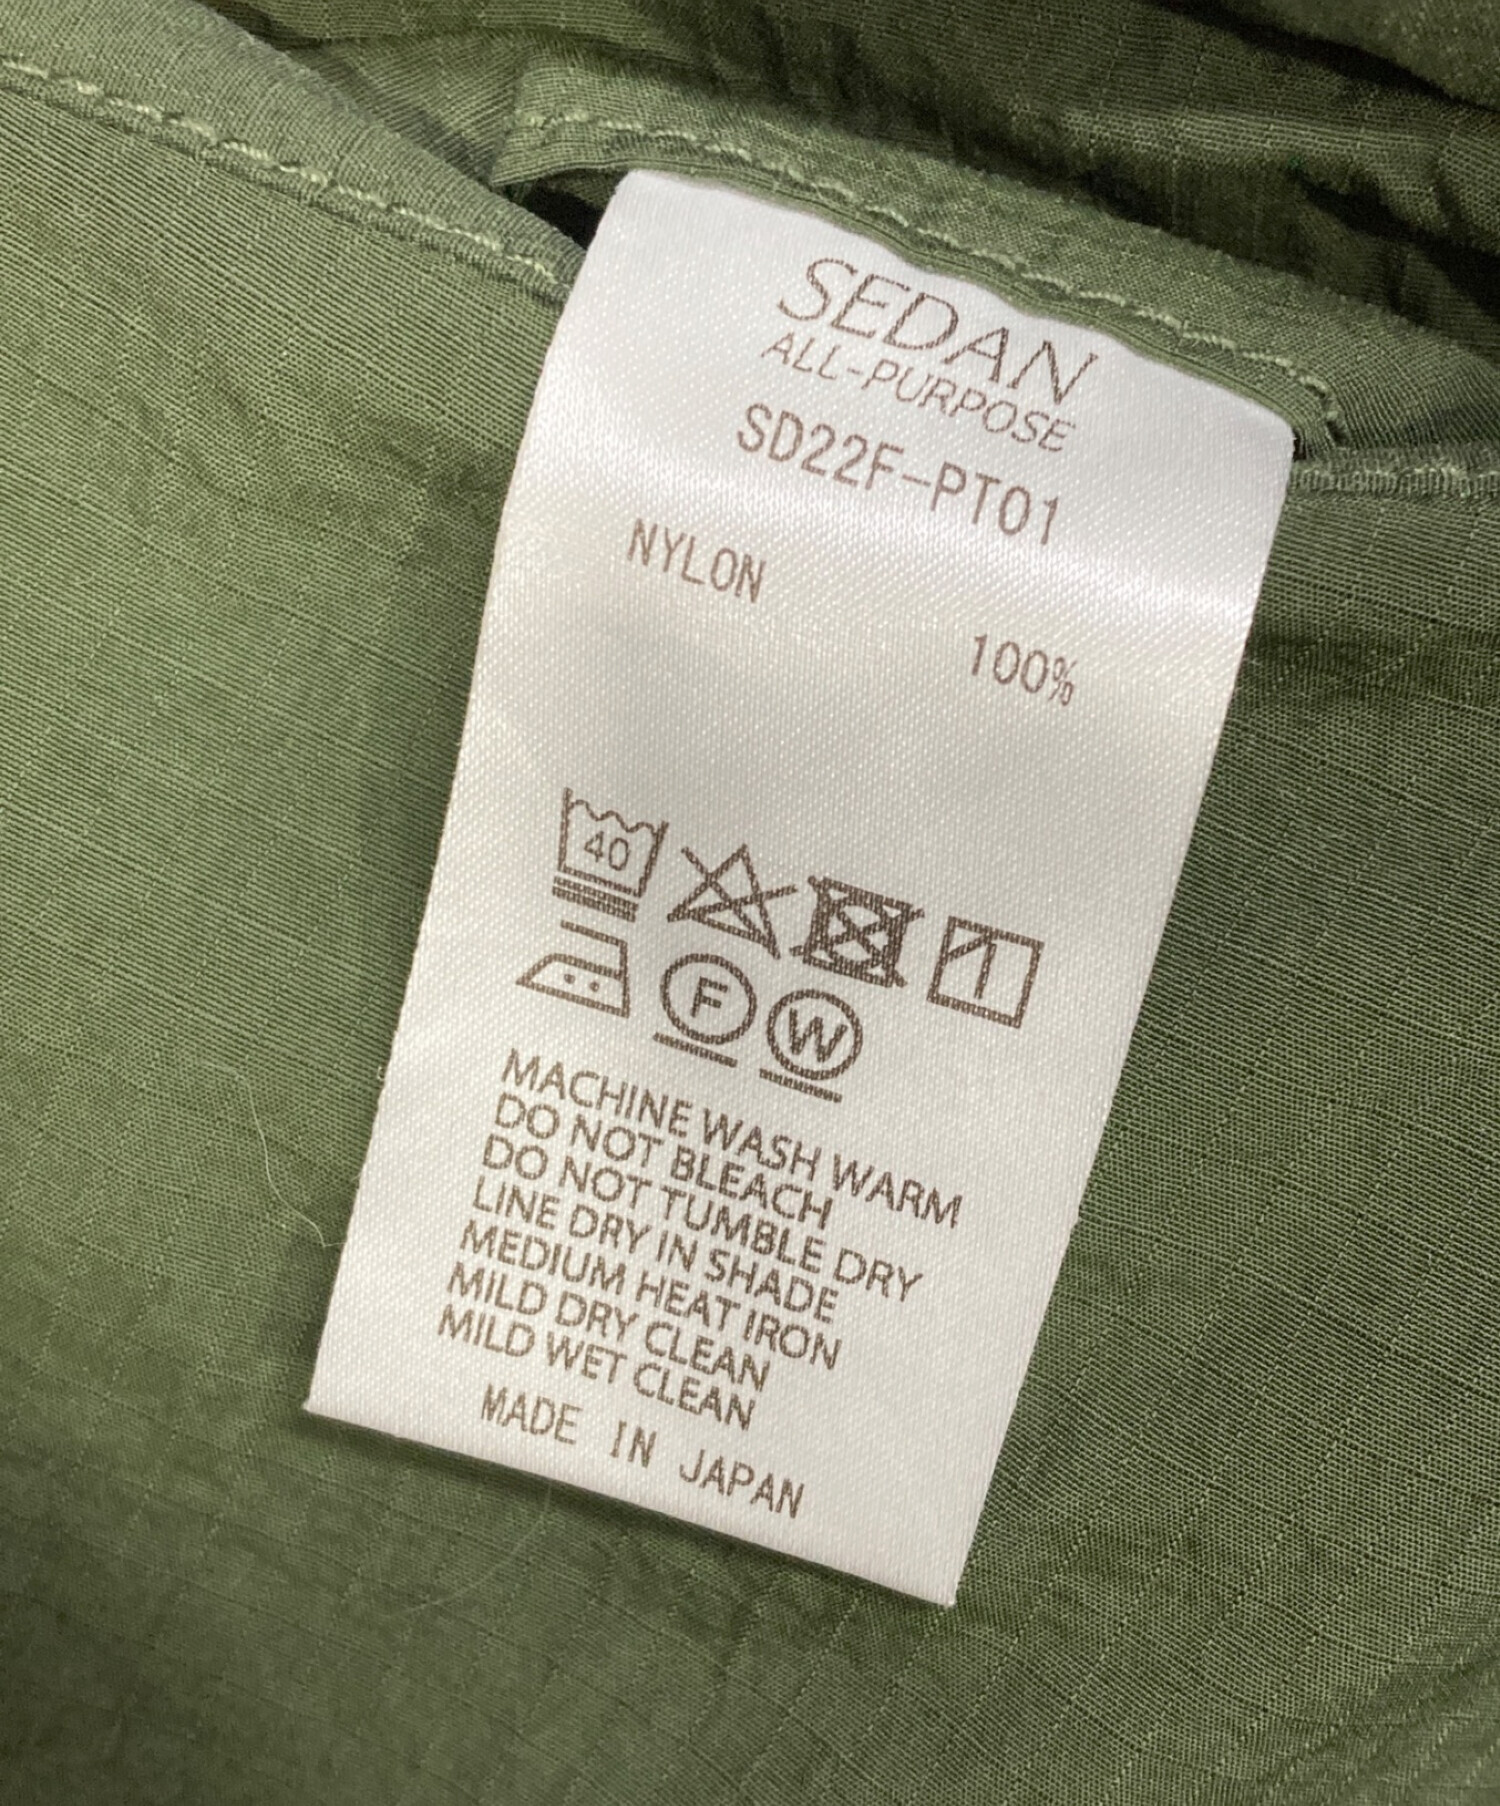 SEDAN
ALL-PURPOSE
SD22F-PT01
NYLON
100%
40
F W
MACHINE WASH WARM
DO NOT BLEACH
DO NOT TUMBLE DRY
LINE DRY IN SHADE
MEDIUM HEAT IRON
MILD DRY CLEAN
MILD WET CLEAN
MADE IN JAPAN